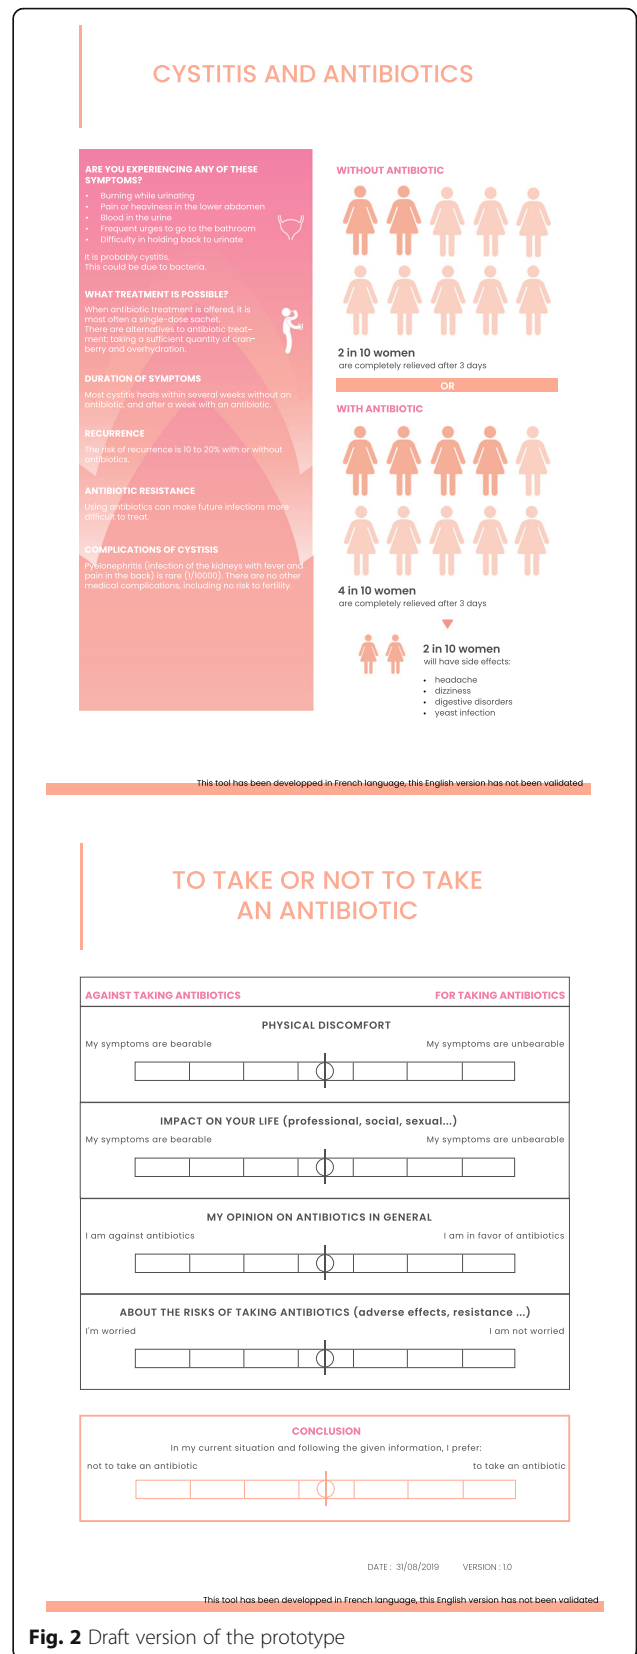 CYSTITIS AND ANTIBIOTICS
ARE YOU EXPERIENCING ANY OF THESE
SYMPTOMS?
• Burning while urinating
• Pain or heaviness in the lower abdomen
• Blood in the urine
• Frequent urges to go to the bathroom
• Difficulty in holding back to urinate
It is probably cystitis.
This could be due to bacteria.
WHAT TREATMENT IS POSSIBLE?
When antibiotic treatment is offered, it is
most often a single-dose sachet.
There are alternatives to antibiotic treat-
ment: taking a sufficient quantity of cran-
berry and overhydration.
DURATION OF SYMPTOMS
Most cystitis heals within several weeks without an
antibiotic, and after a week with an antibiotic.
RECURRENCE
The risk of recurrence is 10 to 20% with or without
antibiotics.
ANTIBIOTIC RESISTANCE
Using antibiotics can make future infections more
difficult to treat.
COMPLICATIONS OF CYSTISIS
Pyelonephritis (infection of the kidneys with fever and
pain in the back) is rare (1/10000). There are no other
medical complications, including no risk to fertility.
WITHOUT ANTIBIOTIC
2 in 10 women
are completely relieved after 3 days
OR
WITH ANTIBIOTIC
4 in 10 women
are completely relieved after 3 days
2 in 10 women
will have side effects:
• headache
• dizziness
• digestive disorders
• yeast infection
This tool has been developped in French language, this English version has not been validated
TO TAKE OR NOT TO TAKE
AN ANTIBIOTIC
AGAINST TAKING ANTIBIOTICS FOR TAKING ANTIBIOTICS
PHYSICAL DISCOMFORT
My symptoms are bearable My symptoms are unbearable
IMPACT ON YOUR LIFE (professional, social, sexual...)
My symptoms are bearable My symptoms are unbearable
MY OPINION ON ANTIBIOTICS IN GENERAL
I am against antibiotics I am in favor of antibiotics
ABOUT THE RISKS OF TAKING ANTIBIOTICS (adverse effects, resistance ...)
I'm worried I am not worried
CONCLUSION
In my current situation and following the given information, I prefer:
not to take an antibiotic to take an antibiotic
DATE : 31/08/2019 VERSION : 1.0
This tool has been developped in French language, this English version has not been validated
Fig. 2 Draft version of the prototype